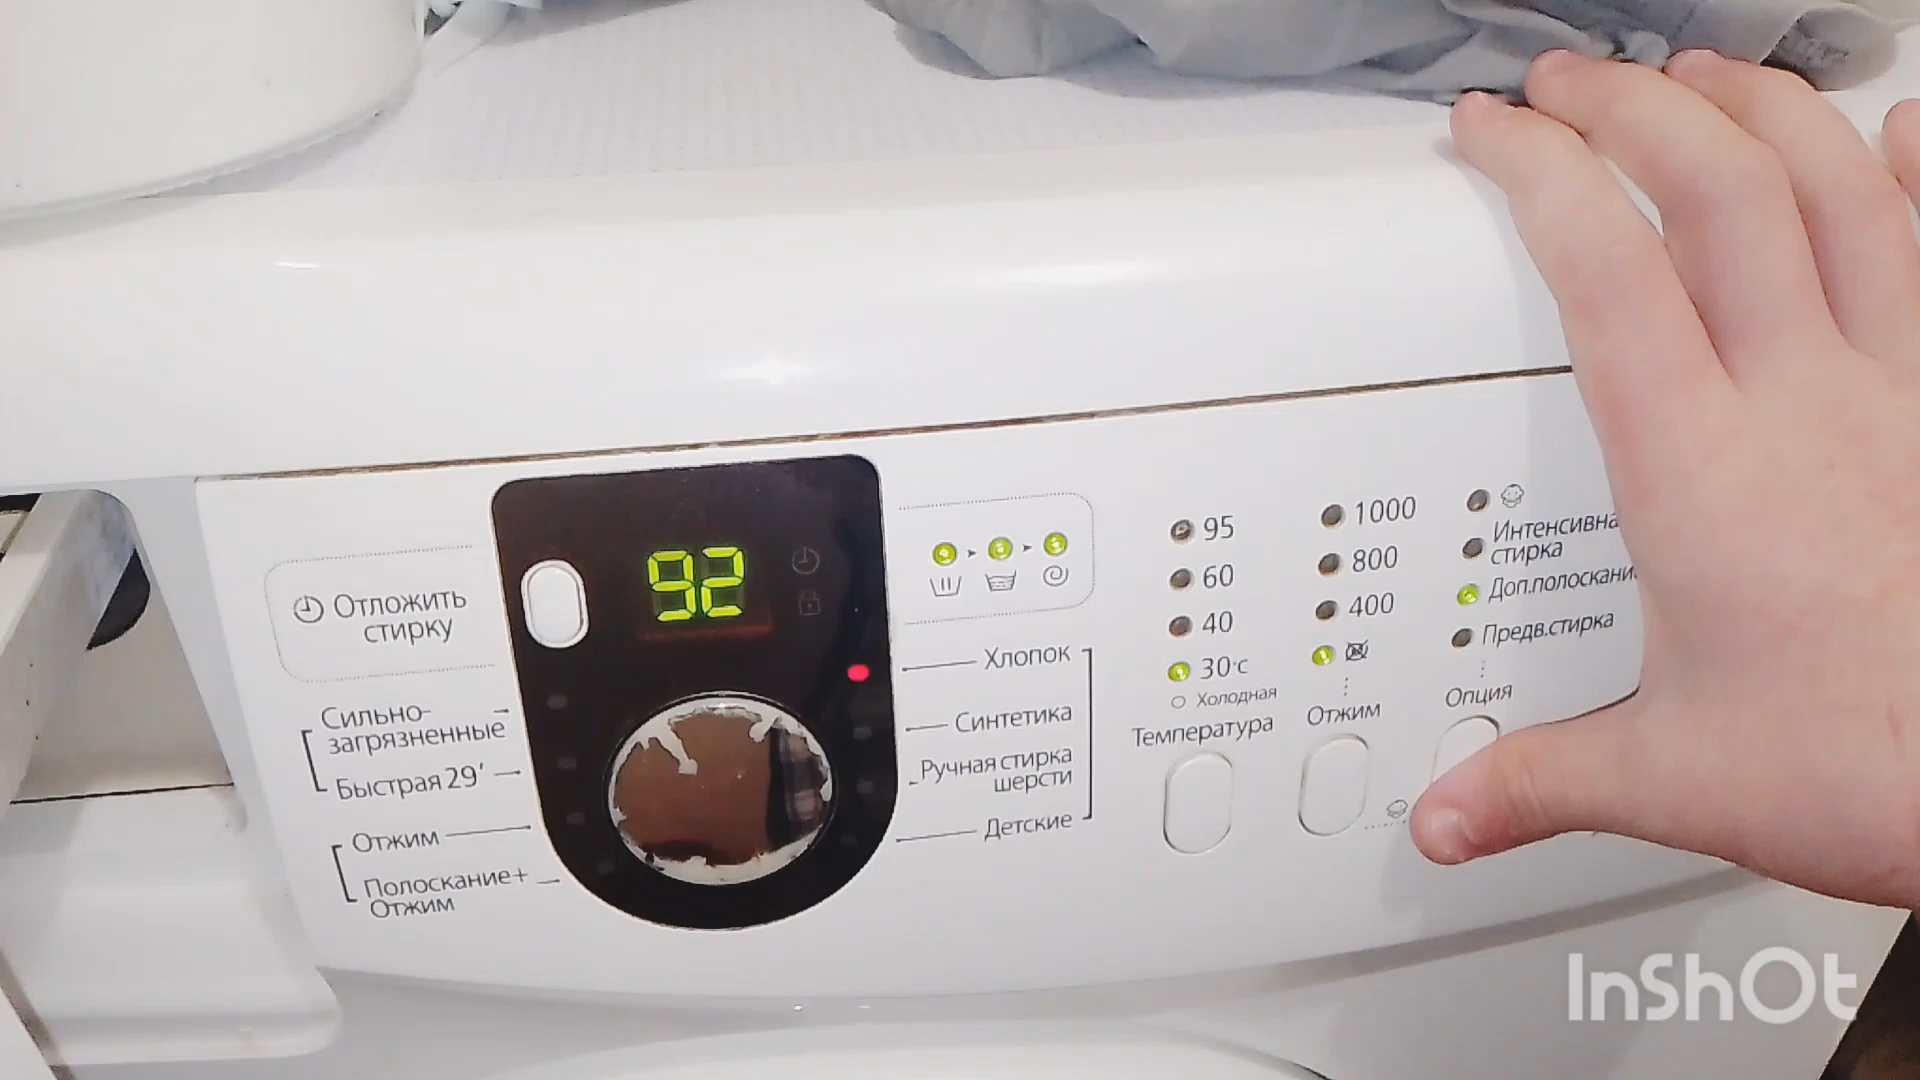 92
Отложить
стирку
Сильно-
загрязненные
Быстрая 29'
Отжим
Полоскание+
Отжим
Хлопок
Синтетика
Ручная стирка
шерсти
Детские
95
60
40
30°c
Холодная
Температура
1000
800
400
Отжим
Интенсивна
стирка
Доп.полоскани
Предв.стирка
Опция
InShOt